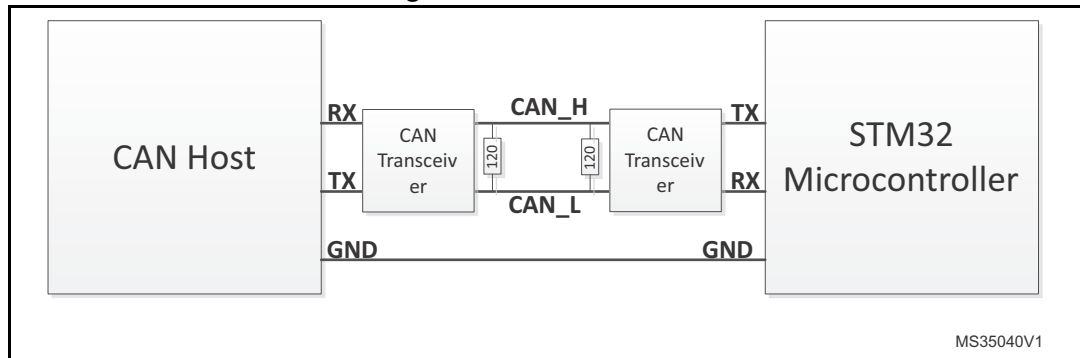 CAN Host
RX
TX
GND
CAN
Transceiv
er
CAN_H
120
120
CAN_L
CAN
Transceiv
er
TX
RX
GND
STM32
Microcontroller
MS35040V1